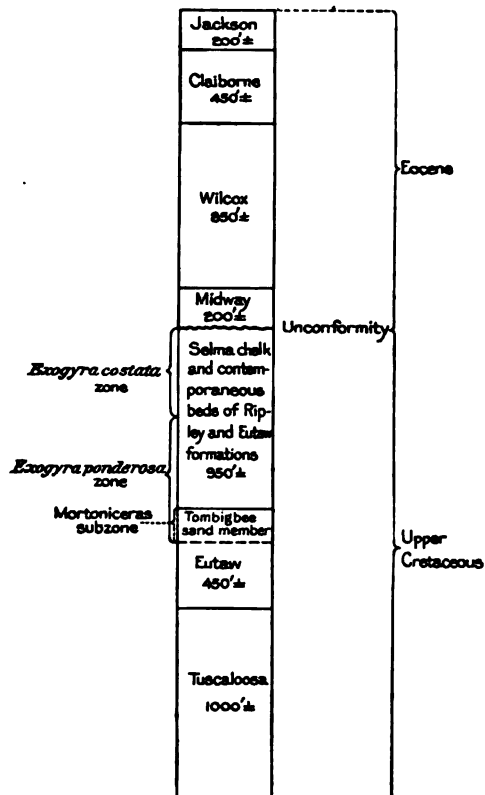 Jackson
200'±
Claiborne
450'±
Eocene
Wilcox
850'±
Midway
200'±
Unconformity
Exogyra costata
zone
Selma chalk
and contem-
poraneous
beds of Rip-
ley and Eutaw
formations
950'±
Exogyra ponderosa
zone
Mortoniceras
subzone
Tombigbee
sand member
Upper
Cretaceous
Eutaw
450'±
Tuscaloosa
1000'±